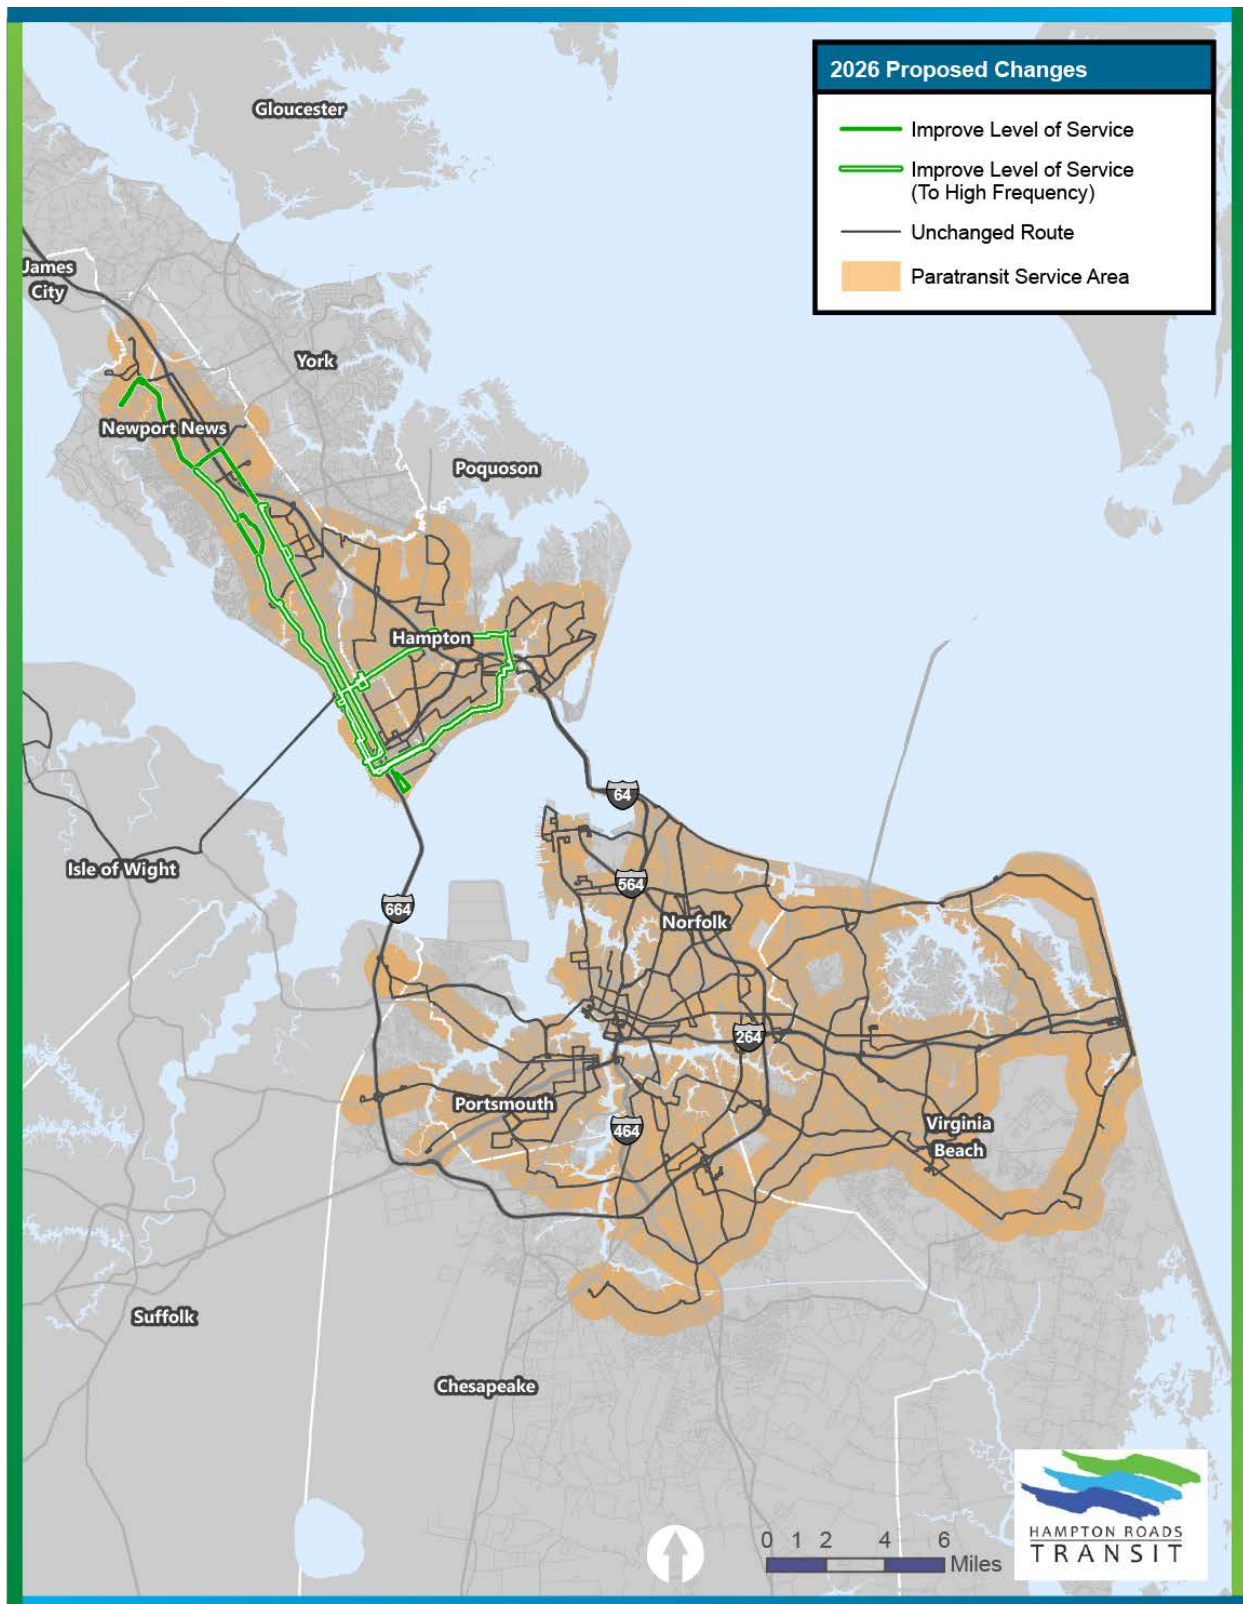 2026 Proposed Changes
Improve Level of Service
Improve Level of Service
(To High Frequency)
Unchanged Route
Paratransit Service Area
Gloucester
James
City
York
Newport News
Poquoson
Hampton
64
Isle of Wight
564
664
Norfolk
264
Portsmouth
464
Virginia
Beach
Suffolk
Chesapeake
0 1 2 4 6
Miles
HAMPTON ROADS
TRANSIT